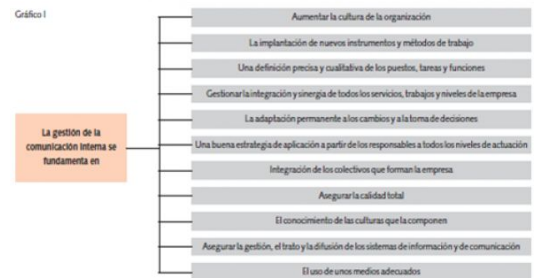 Gráfico I
Aumentar la cultura de la organización
La implantación de nuevos instrumentos y métodos de trabajo
Una definición precisa y cualitativa de los puestos, tareas y funciones
Gestionar la integración y sinergia de todos los servicios, trabajos y niveles de la empresa
La adaptación permanente a los cambios y a la toma de decisiones
La gestión de la
comunicación interna se
fundamenta en
Una buena estrategia de aplicación a partir de los responsables a todos los niveles de actuación
Integración de los colectivos que forman la empresa
Asegurar la calidad total
El conocimiento de las culturas que la componen
Asegurar la gestión, el trato y la difusión de los sistemas de información y de comunicación
El uso de unos medios adecuados